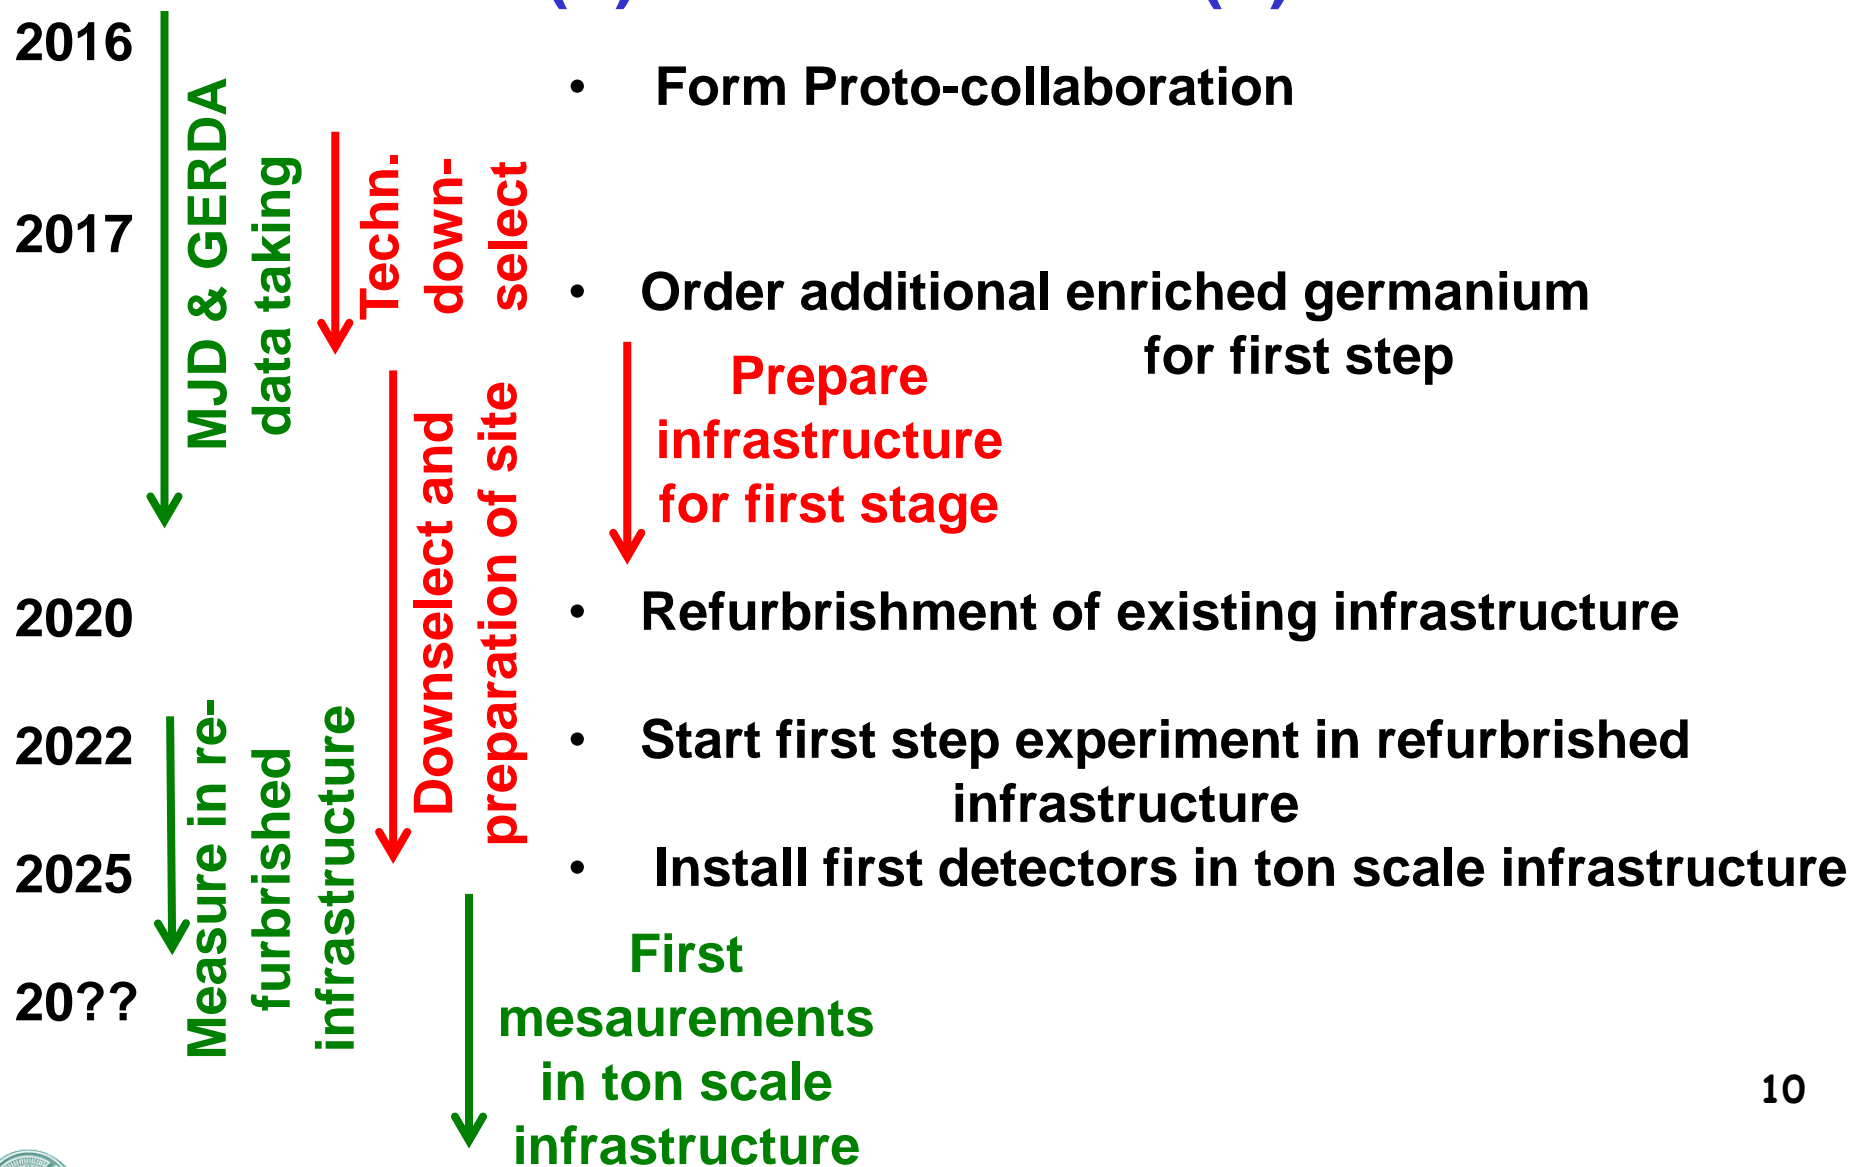 2016
• Form Proto-collaboration
MJD & GERDA
data taking
Techn.
down-
select
2017
• Order additional enriched germanium
for first step
Prepare
infrastructure
for first stage
Downselect and
preparation of site
2020
• Refurbrishment of existing infrastructure
2022
• Start first step experiment in refurbrished
infrastructure
Measure in re-
furbrished
infrastructure
2025
• Install first detectors in ton scale infrastructure
First
mesaurements
in ton scale
infrastructure
20??
10